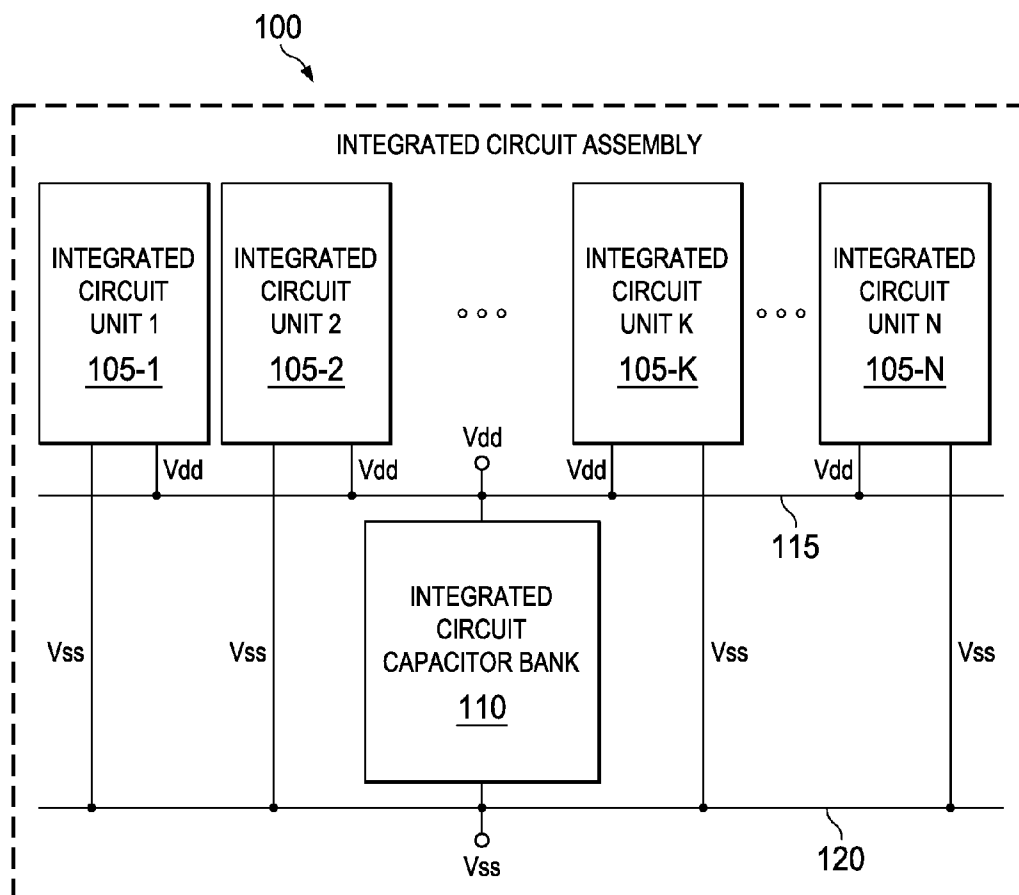 100
INTEGRATED CIRCUIT ASSEMBLY
INTEGRATED
CIRCUIT
UNIT 1
105-1
INTEGRATED
CIRCUIT
UNIT 2
105-2
INTEGRATED
CIRCUIT
UNIT K
105-K
INTEGRATED
CIRCUIT
UNIT N
105-N
Vdd
Vdd
Vdd
Vdd
Vdd
115
INTEGRATED
CIRCUIT
CAPACITOR BANK
110
Vss
Vss
Vss
Vss
Vss
120